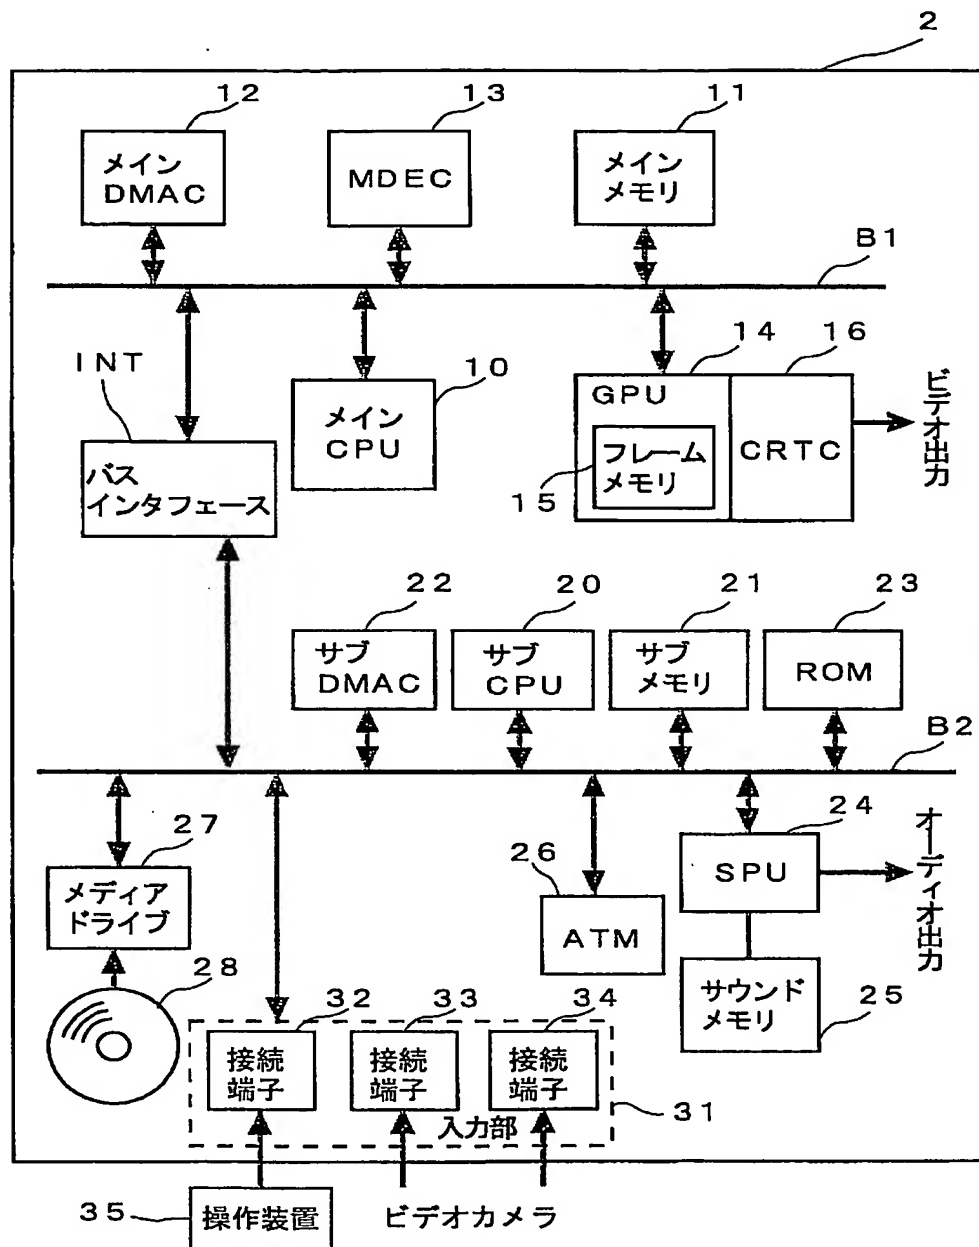 2
12
13
11
メイン
DMAC
MDEC
メイン
メモリ
B1
INT
10
14
16
メイン
CPU
GPU
フレーム
メモリ
15
CRTC
ビデオ出力
バス
インタフェース
22
20
21
23
サブ
DMAC
サブ
CPU
サブ
メモリ
ROM
B2
27
メディア
ドライブ
28
26
ATM
24
SPU
オーディオ出力
サウンド
メモリ
25
32
33
34
接続
端子
接続
端子
接続
端子
入力部
31
35
操作装置
ビデオカメラ